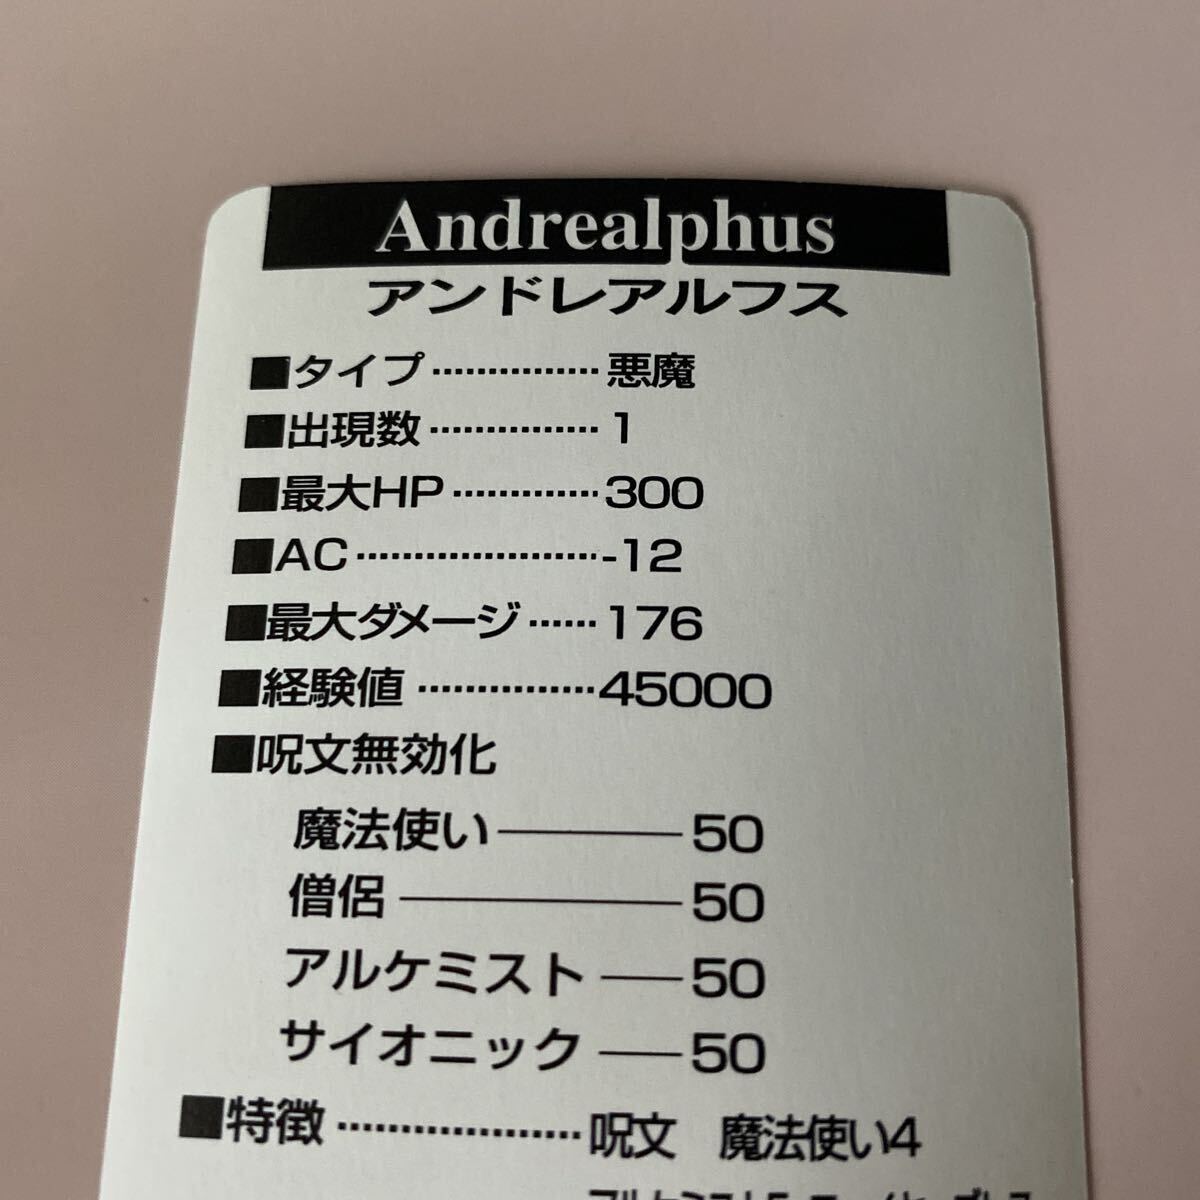 Andrealphus
アンドレアルフス
■タイプ……………悪魔
■出現数……………1
■最大HP…………300
■AC…………………-12
■最大ダメージ……176
■経験値……………45000
■呪文無効化
魔法使い――――50
僧侶――――――50
アルケミスト――50
サイオニック――50
■特徴…………………呪文　魔法使い4